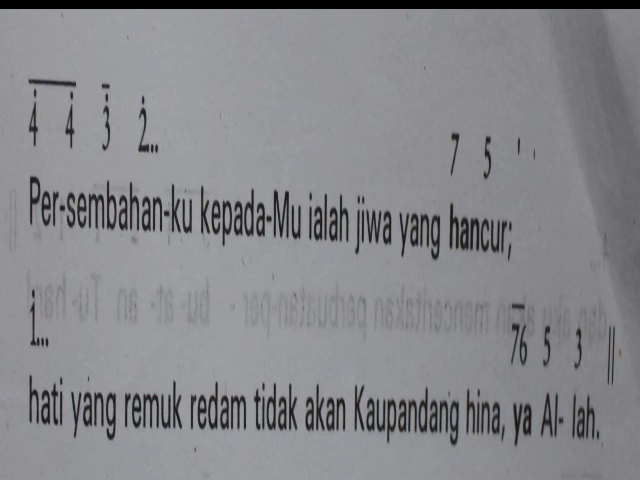 4 4 3 2...
7 5 '
Per-sembahan-ku kepada-Mu ialah jiwa yang hancur;
1...
76 5 3 ||
hati yang remuk redam tidak akan Kaupandang hina, ya Al- lah.